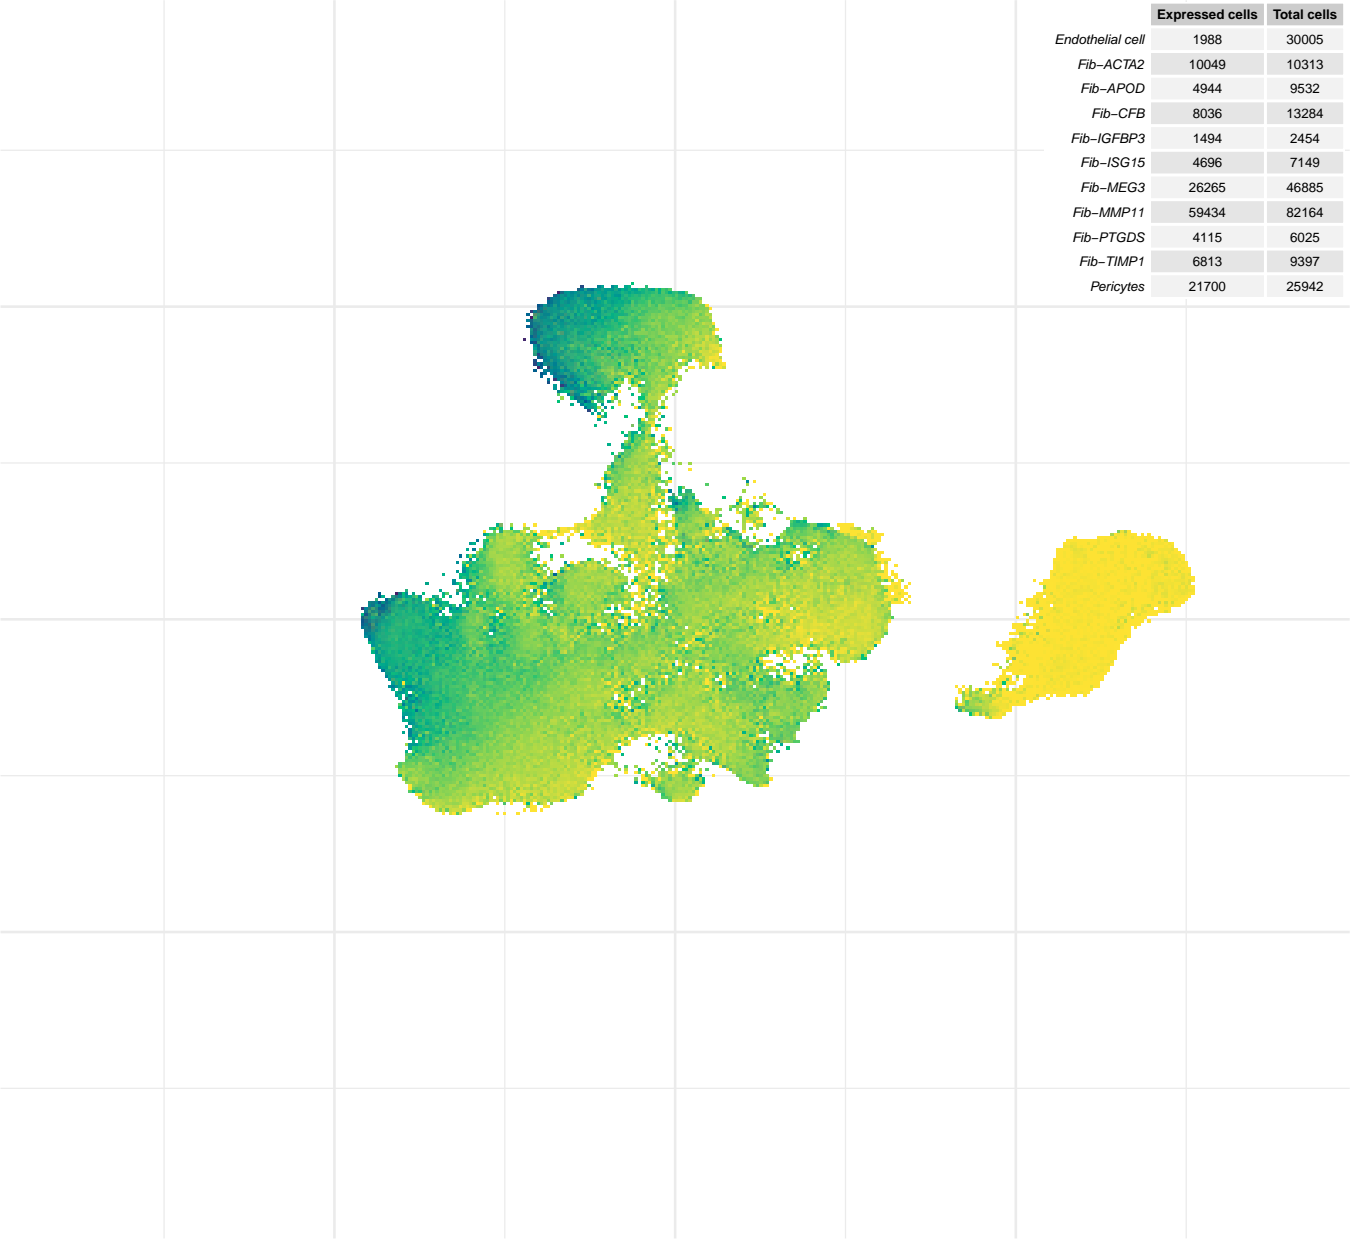 Expressed cells Total cells
Endothelial cell 1988 30005
Fib−ACTA2 10049 10313
Fib−APOD 4944 9532
Fib−CFB 8036 13284
Fib−IGFBP3 1494 2454
Fib−ISG15 4696 7149
Fib−MEG3 26265 46885
Fib−MMP11 59434 82164
Fib−PTGDS 4115 6025
Fib−TIMP1 6813 9397
Pericytes 21700 25942